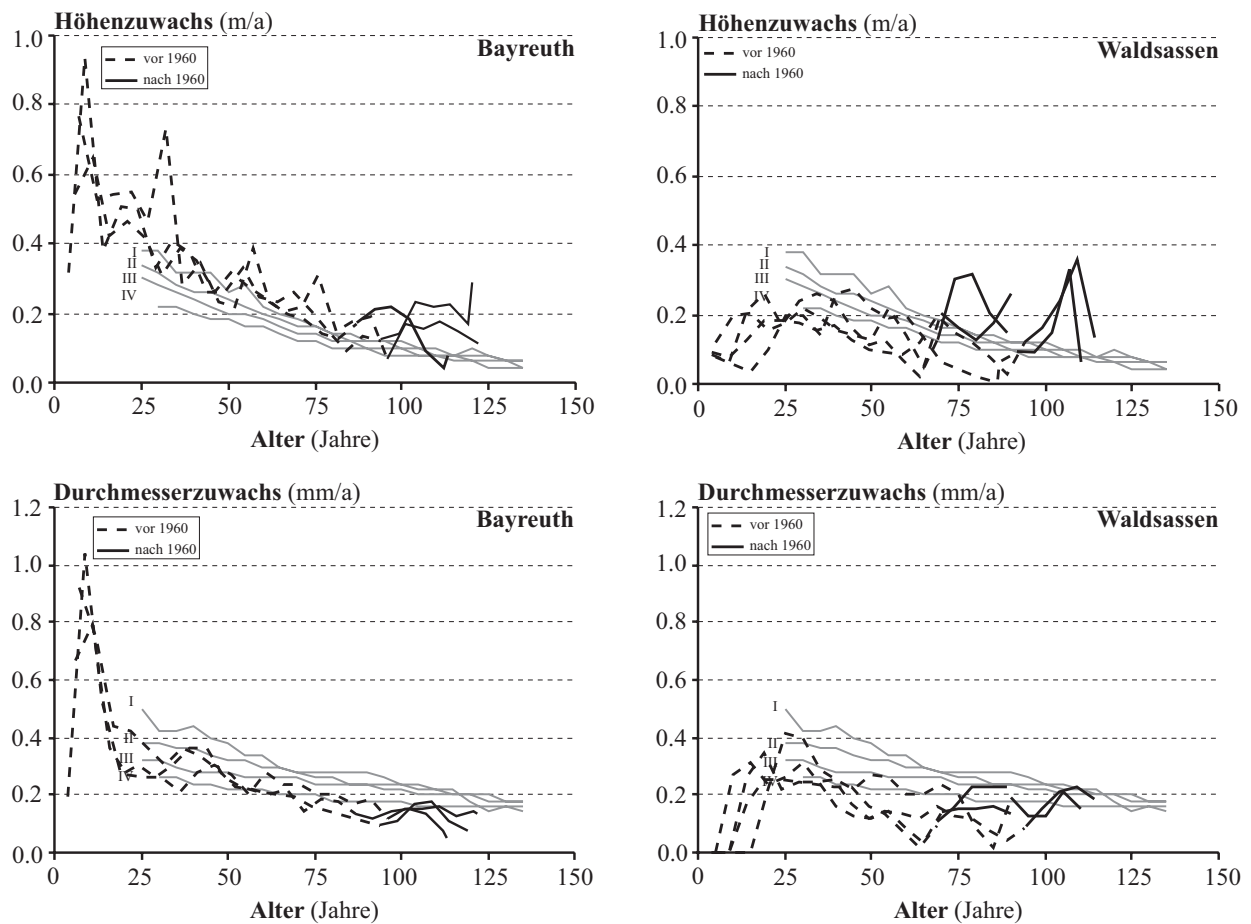 Höhenzuwachs (m/a)
Bayreuth
1.0
0.8
0.6
0.4
0.2
0.0
vor 1960
nach 1960
I
II
III
IV
0 25 50 75 100 125 150
Alter (Jahre)
Höhenzuwachs (m/a)
Waldsassen
1.0
0.8
0.6
0.4
0.2
0.0
vor 1960
nach 1960
I
II
III
IV
0 25 50 75 100 125 150
Alter (Jahre)
Durchmesserzuwachs (mm/a)
Bayreuth
1.2
1.0
0.8
0.6
0.4
0.2
0.0
vor 1960
nach 1960
I
II
III
IV
0 25 50 75 100 125 150
Alter (Jahre)
Durchmesserzuwachs (mm/a)
Waldsassen
1.2
1.0
0.8
0.6
0.4
0.2
0.0
vor 1960
nach 1960
I
II
III
0 25 50 75 100 125 150
Alter (Jahre)